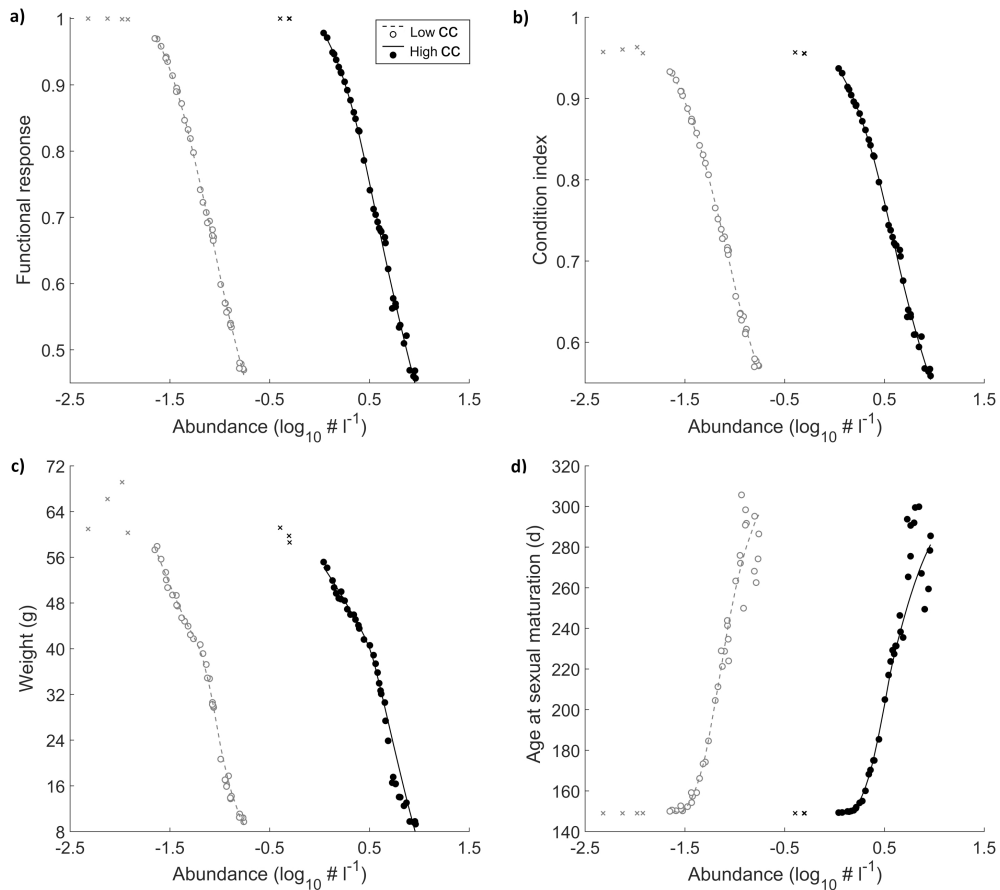 a)
1
0.9
0.8
0.7
0.6
0.5
Functional response
-2.5 -1.5 -0.5 0.5 1.5
Abundance (log10 # l-1)
Low CC
High CC
b)
1
0.9
0.8
0.7
0.6
Condition index
-2.5 -1.5 -0.5 0.5 1.5
Abundance (log10 # l-1)
c)
72
64
56
48
40
32
24
16
8
Weight (g)
-2.5 -1.5 -0.5 0.5 1.5
Abundance (log10 # l-1)
d)
320
300
280
260
240
220
200
180
160
140
Age at sexual maturation (d)
-2.5 -1.5 -0.5 0.5 1.5
Abundance (log10 # l-1)